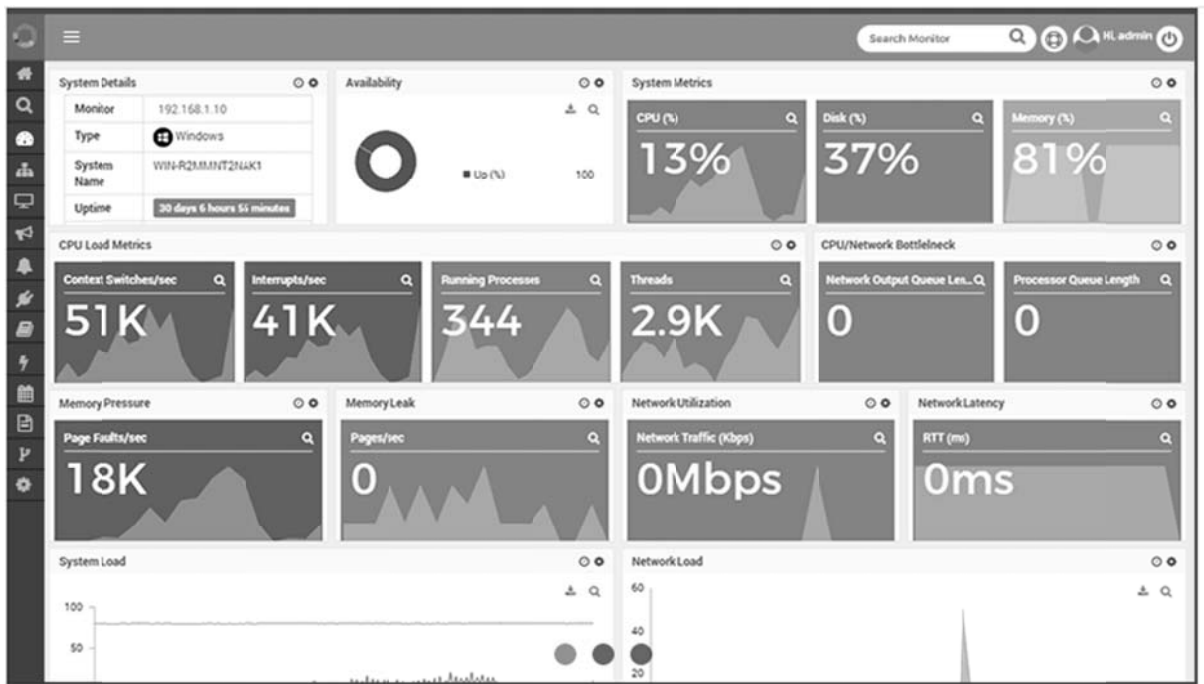 Search Monitor
Hi, admin
System Details
Monitor 192.168.1.10
Type Windows
System Name
Uptime 30 days 6 hours minutes
Availability
Up (%) 100
System Metrics
CPU (%)
13%
Disk (%)
37%
Memory (%)
81%
CPU Load Metrics
Context Switches/sec
51K
Interrupts/sec
41K
Running Processes
344
Threads
2.9K
CPU/Network Bottleneck
Network Output Queue Len...
0
Processor Queue Length
0
Memory Pressure
Page Faults/sec
18K
Memory Leak
Pages/sec
0
Network Utilization
Network Traffic (Kbps)
0Mbps
Network Latency
RTT (ms)
0ms
System Load
100
50
Network Load
60
40
20